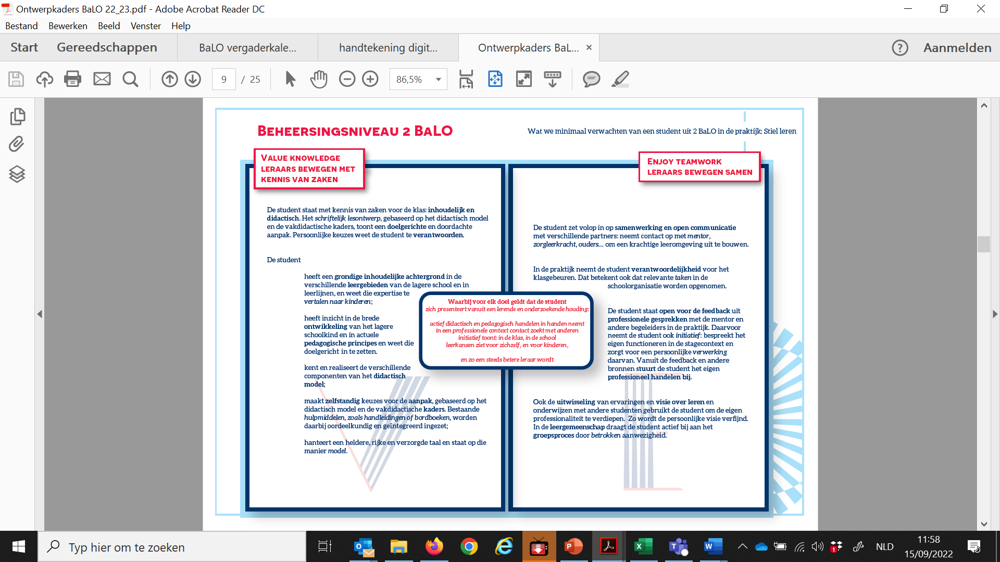 Ontwerpkaders BaLO 22_23.pdf - Adobe Acrobat Reader DC
Bestand Bewerken Beeld Venster Help
Start Gereedschappen BaLO vergaderkale... handtekening digit... Ontwerpkaders BaL... Aanmelden
9 / 25 86,5%
BEHEERSINGSNIVEAU 2 BALO
Wat we minimaal verwachten van een student uit 2 BaLO in de praktijk: Stiel leren
VALUE KNOWLEDGE
LERAARS BEWEGEN MET
KENNIS VAN ZAKEN
De student staat met kennis van zaken voor de klas: inhoudelijk en
didactisch. Het schriftelijk lesontwerp, gebaseerd op het didactisch model
en de vakdidactische kaders, toont een doelgerichte en doordachte
aanpak. Persoonlijke keuzes weet de student te verantwoorden.
De student
heeft een grondige inhoudelijke achtergrond in de
verschillende leergebieden van de lagere school en in
leerlijnen, en weet die expertise te
vertalen naar kinderen;
heeft inzicht in de brede
ontwikkeling van het lagere
schoolkind en in actuele
pedagogische principes en weet die
doelgericht in te zetten.
kent en realiseert de verschillende
componenten van het didactisch
model;
maakt zelfstandig keuzes voor de aanpak, gebaseerd op het
didactisch model en de vakdidactische kaders. Bestaande
hulpmiddelen, zoals handleidingen of bordboeken, worden
daarbij oordeelkundig en geïntegreerd ingezet;
hanteert een heldere, rijke en verzorgde taal en staat op die
manier model.
Waarbij voor elk doel geldt dat de student
zich presenteert vanuit een lerende en onderzoekende houding:
actief didactisch en pedagogisch handelen in handen neemt
in een professionele context contact zoekt met anderen
initiatief toont: in de klas, in de school
leerkansen ziet voor zichzelf, en voor kinderen,
en zo een steeds betere leraar wordt
ENJOY TEAMWORK
LERAARS BEWEGEN SAMEN
De student zet volop in op samenwerking en open communicatie
met verschillende partners: neemt contact op met mentor,
zorgleerkracht, ouders... om een krachtige leeromgeving uit te bouwen.
In de praktijk neemt de student verantwoordelijkheid voor het
klasgebeuren. Dat betekent ook dat relevante taken in de
schoolorganisatie worden opgenomen.
De student staat open voor de feedback uit
professionele gesprekken met de mentor en
andere begeleiders in de praktijk. Daarvoor
neemt de student ook initiatief: bespreekt het
eigen functioneren in de stagecontext en
zorgt voor een persoonlijke verwerking
daarvan. Vanuit de feedback en andere
bronnen stuurt de student het eigen
professioneel handelen bij.
Ook de uitwisseling van ervaringen en visie over leren en
onderwijzen met andere studenten gebruikt de student om de eigen
professionaliteit te verdiepen. Zo wordt de persoonlijke visie verfijnd.
In de leergemeenschap draagt de student actief bij aan het
groepsproces door betrokken aanwezigheid.
Typ hier om te zoeken
NLD
11:58
15/09/2022